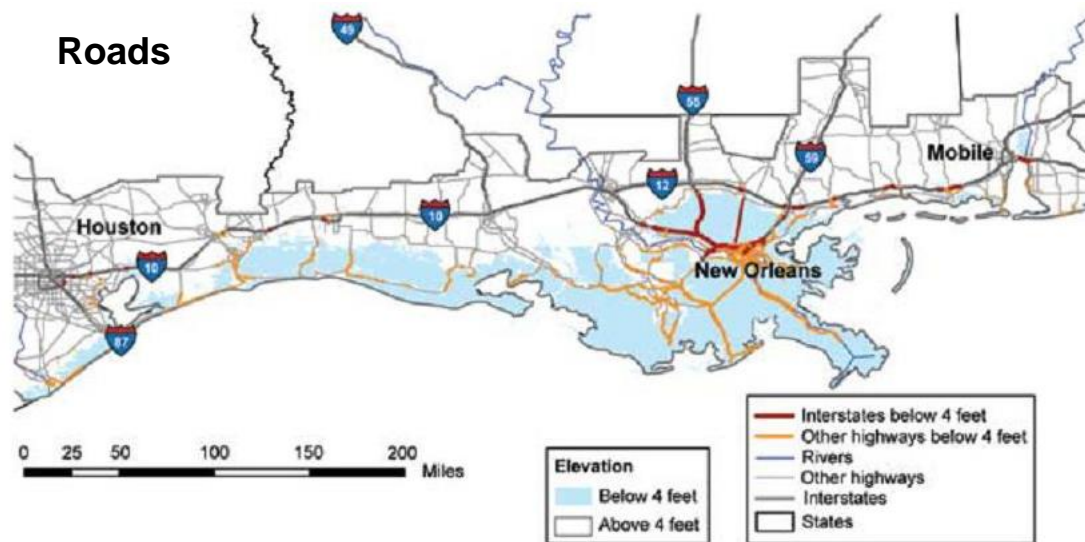 Roads
49
55
59
Mobile
12
Houston
10
10
New Orleans
87
0 25 50 100 150 200
Miles
Elevation
Below 4 feet
Above 4 feet
Interstates below 4 feet
Other highways below 4 feet
Rivers
Other highways
Interstates
States